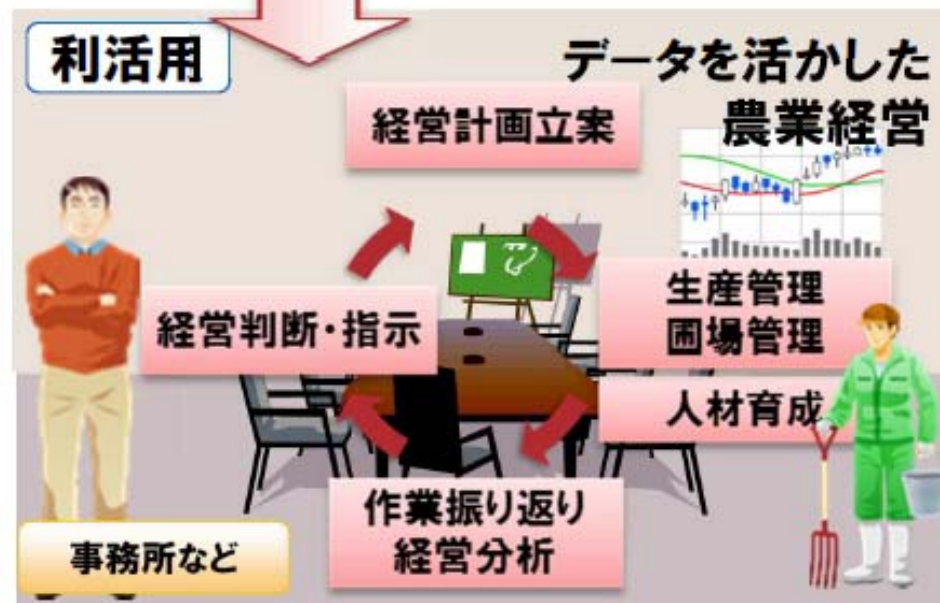 利活用
データを活かした
農業経営
経営計画立案
生産管理
圃場管理
人材育成
作業振り返り
経営分析
経営判断・指示
事務所など